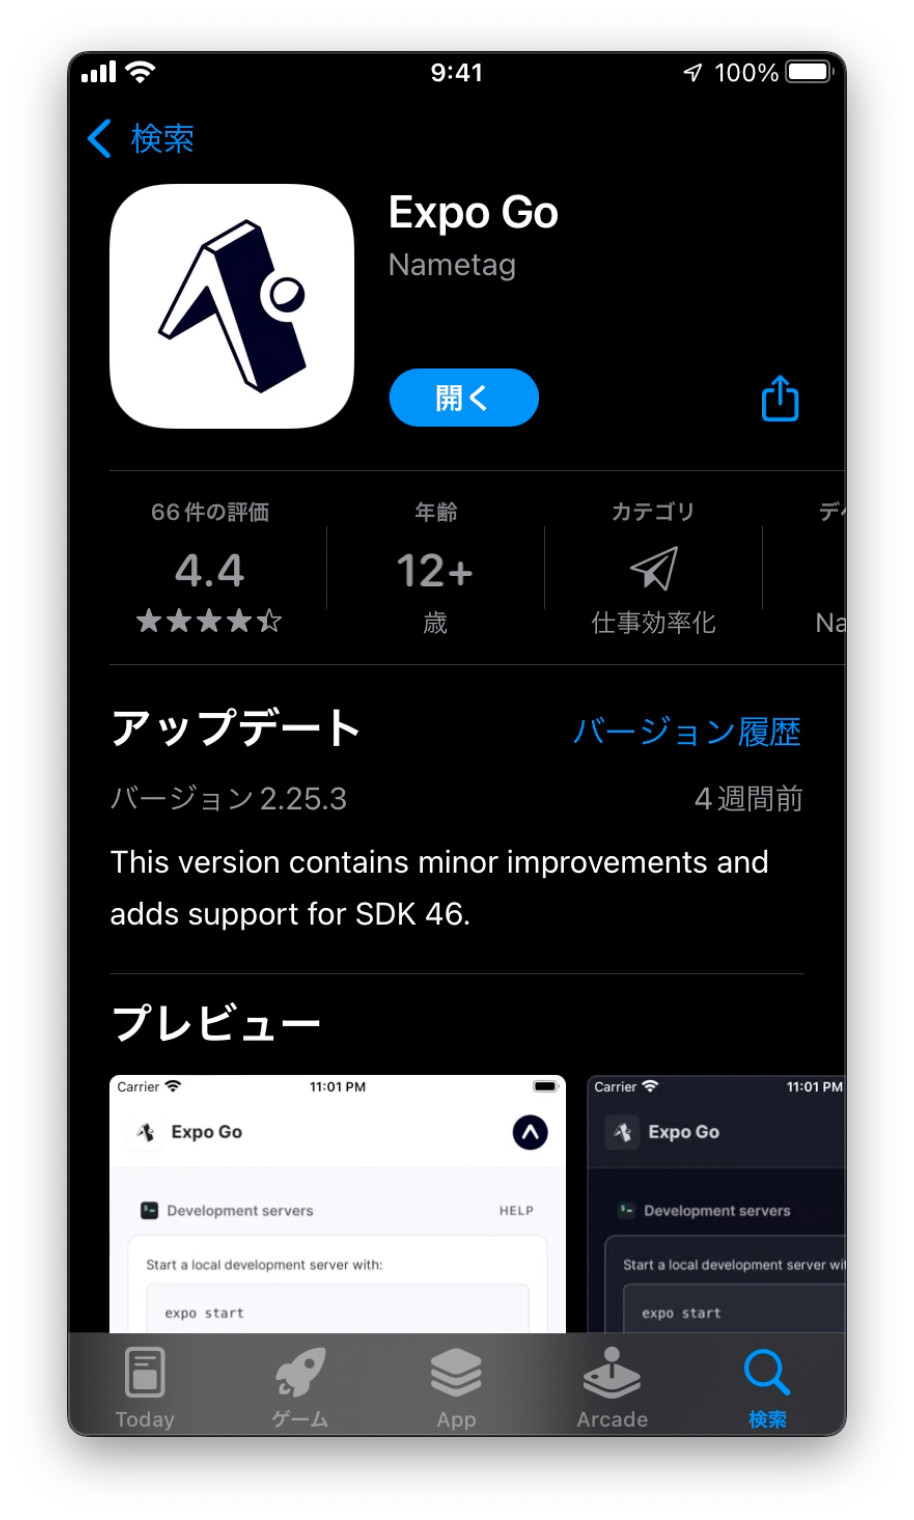 9:41
100%
検索
Expo Go
Nametag
開く
66件の評価
年齢
カテゴリ
4.4
12+
歳
仕事効率化
Na
アップデート
バージョン履歴
バージョン 2.25.3
4週間前
This version contains minor improvements and
adds support for SDK 46.
プレビュー
Carrier
11:01 PM
Expo Go
Development servers
HELP
Start a local development server with:
expo start
Carrier
11:01 PM
Expo Go
Development servers
Start a local development server
expo start
Today
ゲーム
App
Arcade
検索